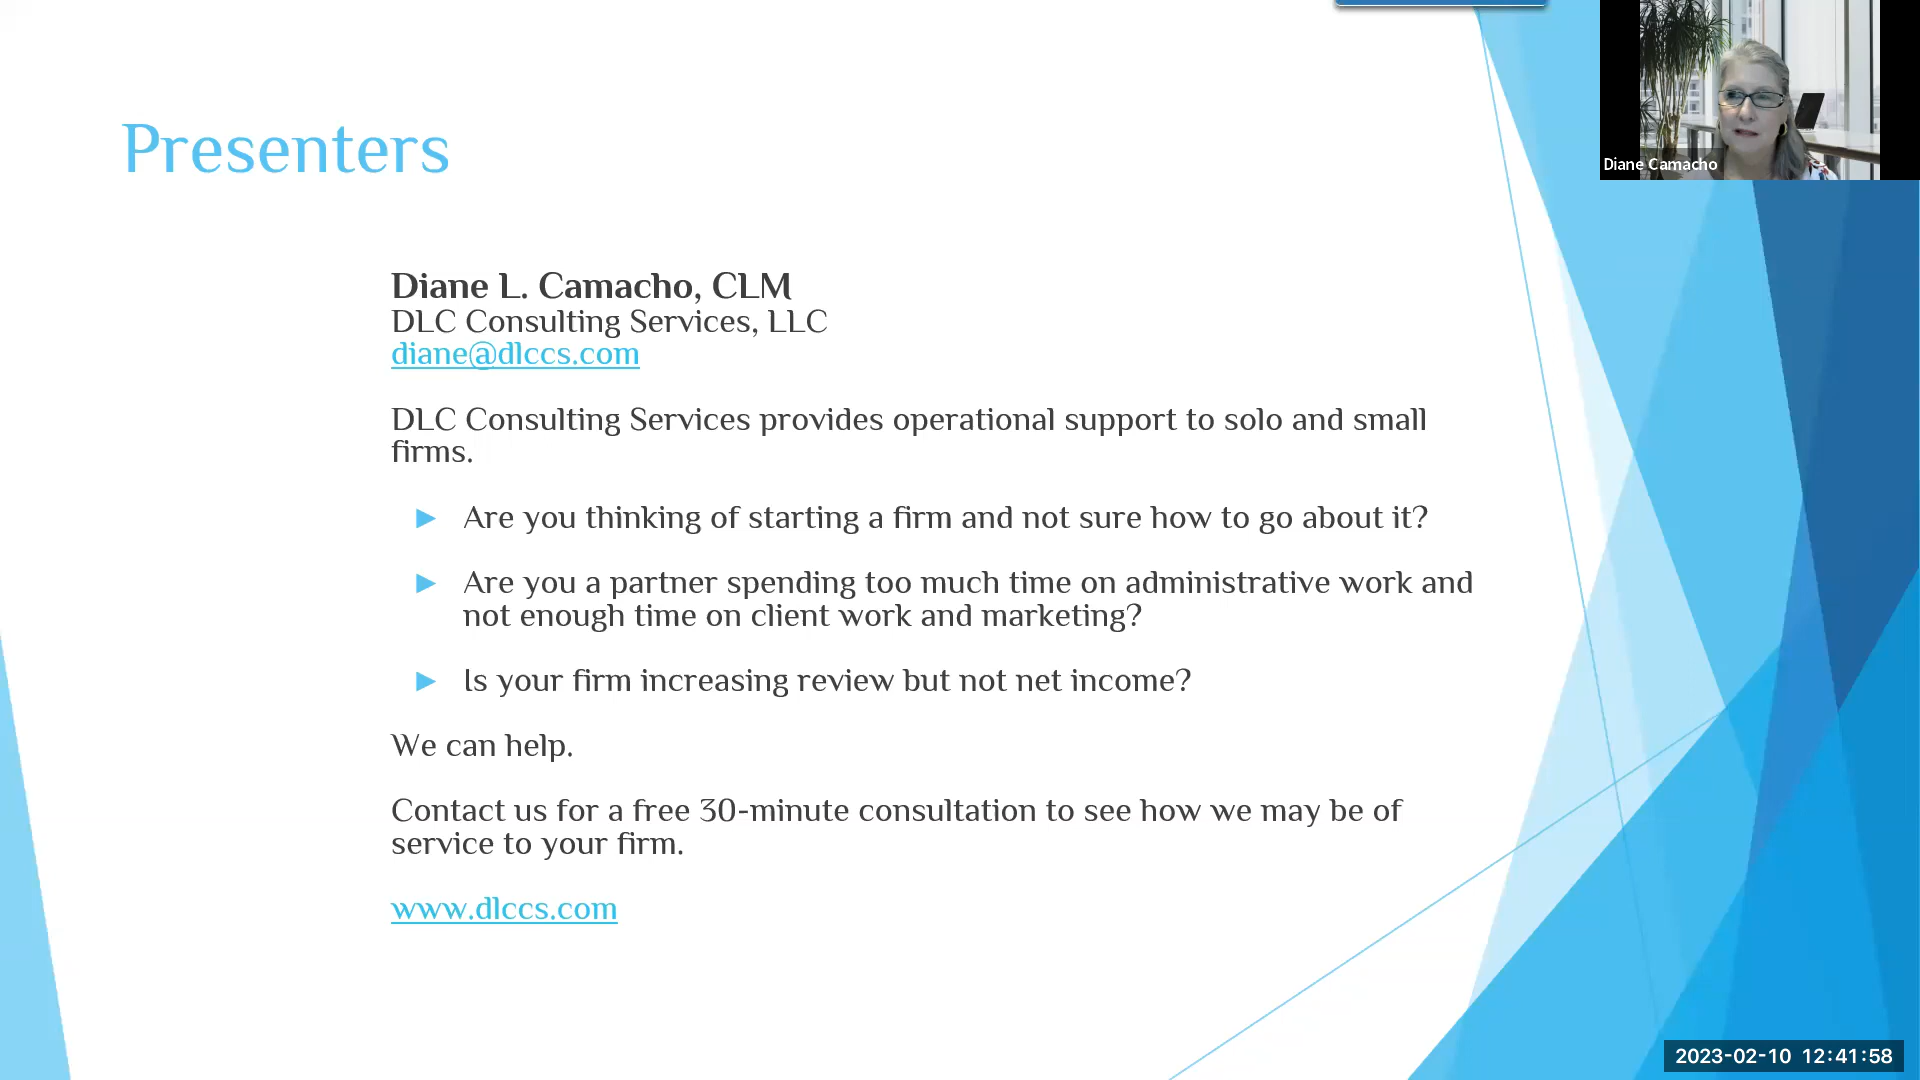 Presenters
Diane Camacho
Diane L. Camacho, CLM
DLC Consulting Services, LLC
diane@dlccs.com
DLC Consulting Services provides operational support to solo and small
firms.
► Are you thinking of starting a firm and not sure how to go about it?
► Are you a partner spending too much time on administrative work and
not enough time on client work and marketing?
► Is your firm increasing review but not net income?
We can help.
Contact us for a free 30-minute consultation to see how we may be of
service to your firm.
www.dlccs.com
2023-02-10 12:41:58